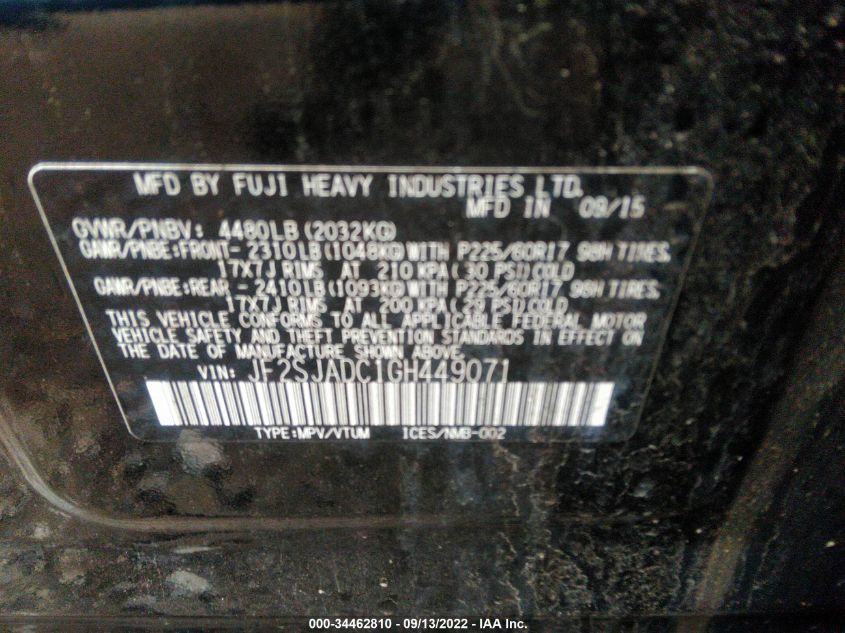 MFD BY FUJI HEAVY INDUSTRIES LTD.
MFD IN 09/15
GVWR/PNBV: 4480LB(2032KG)
GAWR/PNBE:FRONT- 2310LB(1048KG)WITH P225/60R17 98H TIRES,
17X7J RIMS AT 210 KPA(30 PSI)COLD
GAWR/PNBE:REAR - 2410LB(1093KG)WITH P225/60R17 98H TIRES,
17X7J RIMS AT 200 KPA(29 PSI)COLD
THIS VEHICLE CONFORMS TO ALL APPLICABLE FEDERAL MOTOR
VEHICLE SAFETY AND THEFT PREVENTION STANDARDS IN EFFECT ON
THE DATE OF MANUFACTURE SHOWN ABOVE.
VIN: JF2SJADC1GH449071
TYPE:MPV/VTUM ICES/NMB-002
000-34462810 - 09/13/2022 - IAA Inc.